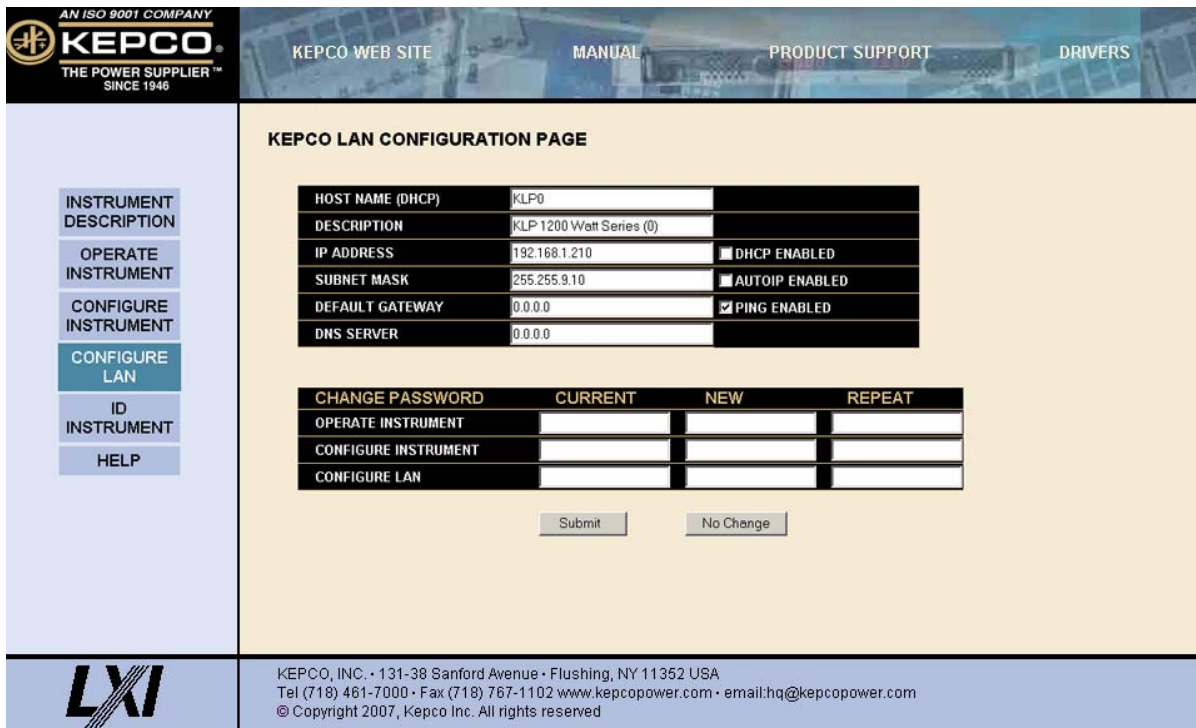 AN ISO 9001 COMPANY
KEPCO®
THE POWER SUPPLIER™
SINCE 1946
KEPCO WEB SITE MANUAL PRODUCT SUPPORT DRIVERS
INSTRUMENT
DESCRIPTION
OPERATE
INSTRUMENT
CONFIGURE
INSTRUMENT
CONFIGURE
LAN
ID
INSTRUMENT
HELP
KEPCO LAN CONFIGURATION PAGE
HOST NAME (DHCP) KLP0
DESCRIPTION KLP 1200 Watt Series (0)
IP ADDRESS 192.168.1.210 DHCP ENABLED
SUBNET MASK 255.255.9.10 AUTOIP ENABLED
DEFAULT GATEWAY 0.0.0.0 PING ENABLED
DNS SERVER 0.0.0.0
CHANGE PASSWORD CURRENT NEW REPEAT
OPERATE INSTRUMENT
CONFIGURE INSTRUMENT
CONFIGURE LAN
Submit No Change
LXI
KEPCO, INC. • 131-38 Sanford Avenue • Flushing, NY 11352 USA
Tel (718) 461-7000 • Fax (718) 767-1102 www.kepcopower.com • email:hq@kepcopower.com
© Copyright 2007, Kepco Inc. All rights reserved